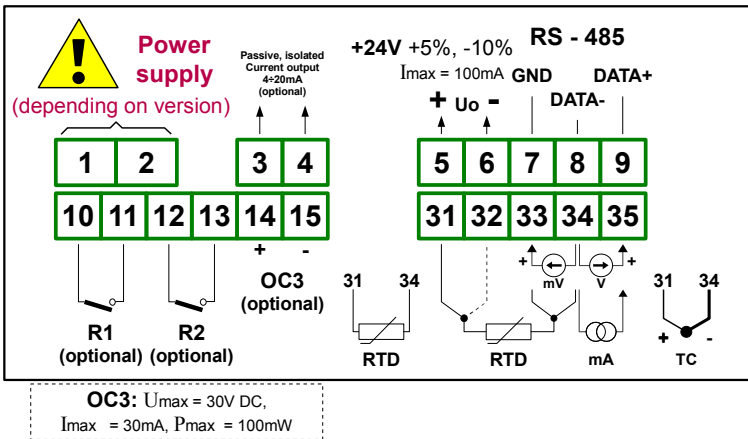 Power
supply
(depending on version)
Passive, isolated
Current output
4÷20mA
(optional)
+24V +5%, -10%
Imax = 100mA
+ Uo -
RS - 485
GND DATA+
DATA-
1 2 3 4 5 6 7 8 9
10 11 12 13 14 15 31 32 33 34 35
+ -
OC3
(optional)
R1
(optional)
R2
(optional)
31 34
RTD
RTD
+ mV
V +
mA
31 34
+ -
TC
OC3: Umax = 30V DC,
Imax = 30mA, Pmax = 100mW